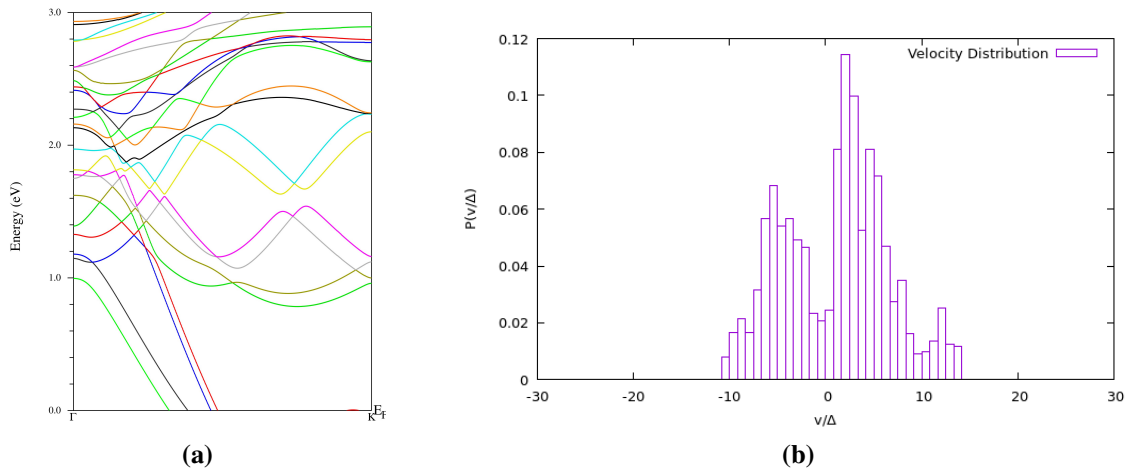 3.0
2.0
Energy (eV)
1.0
0.0
Γ
K
E_f
(a)
0.12
Velocity Distribution
0.1
0.08
P(v/Δ)
0.06
0.04
0.02
0
-30
-20
-10
0
10
20
30
v/Δ
(b)